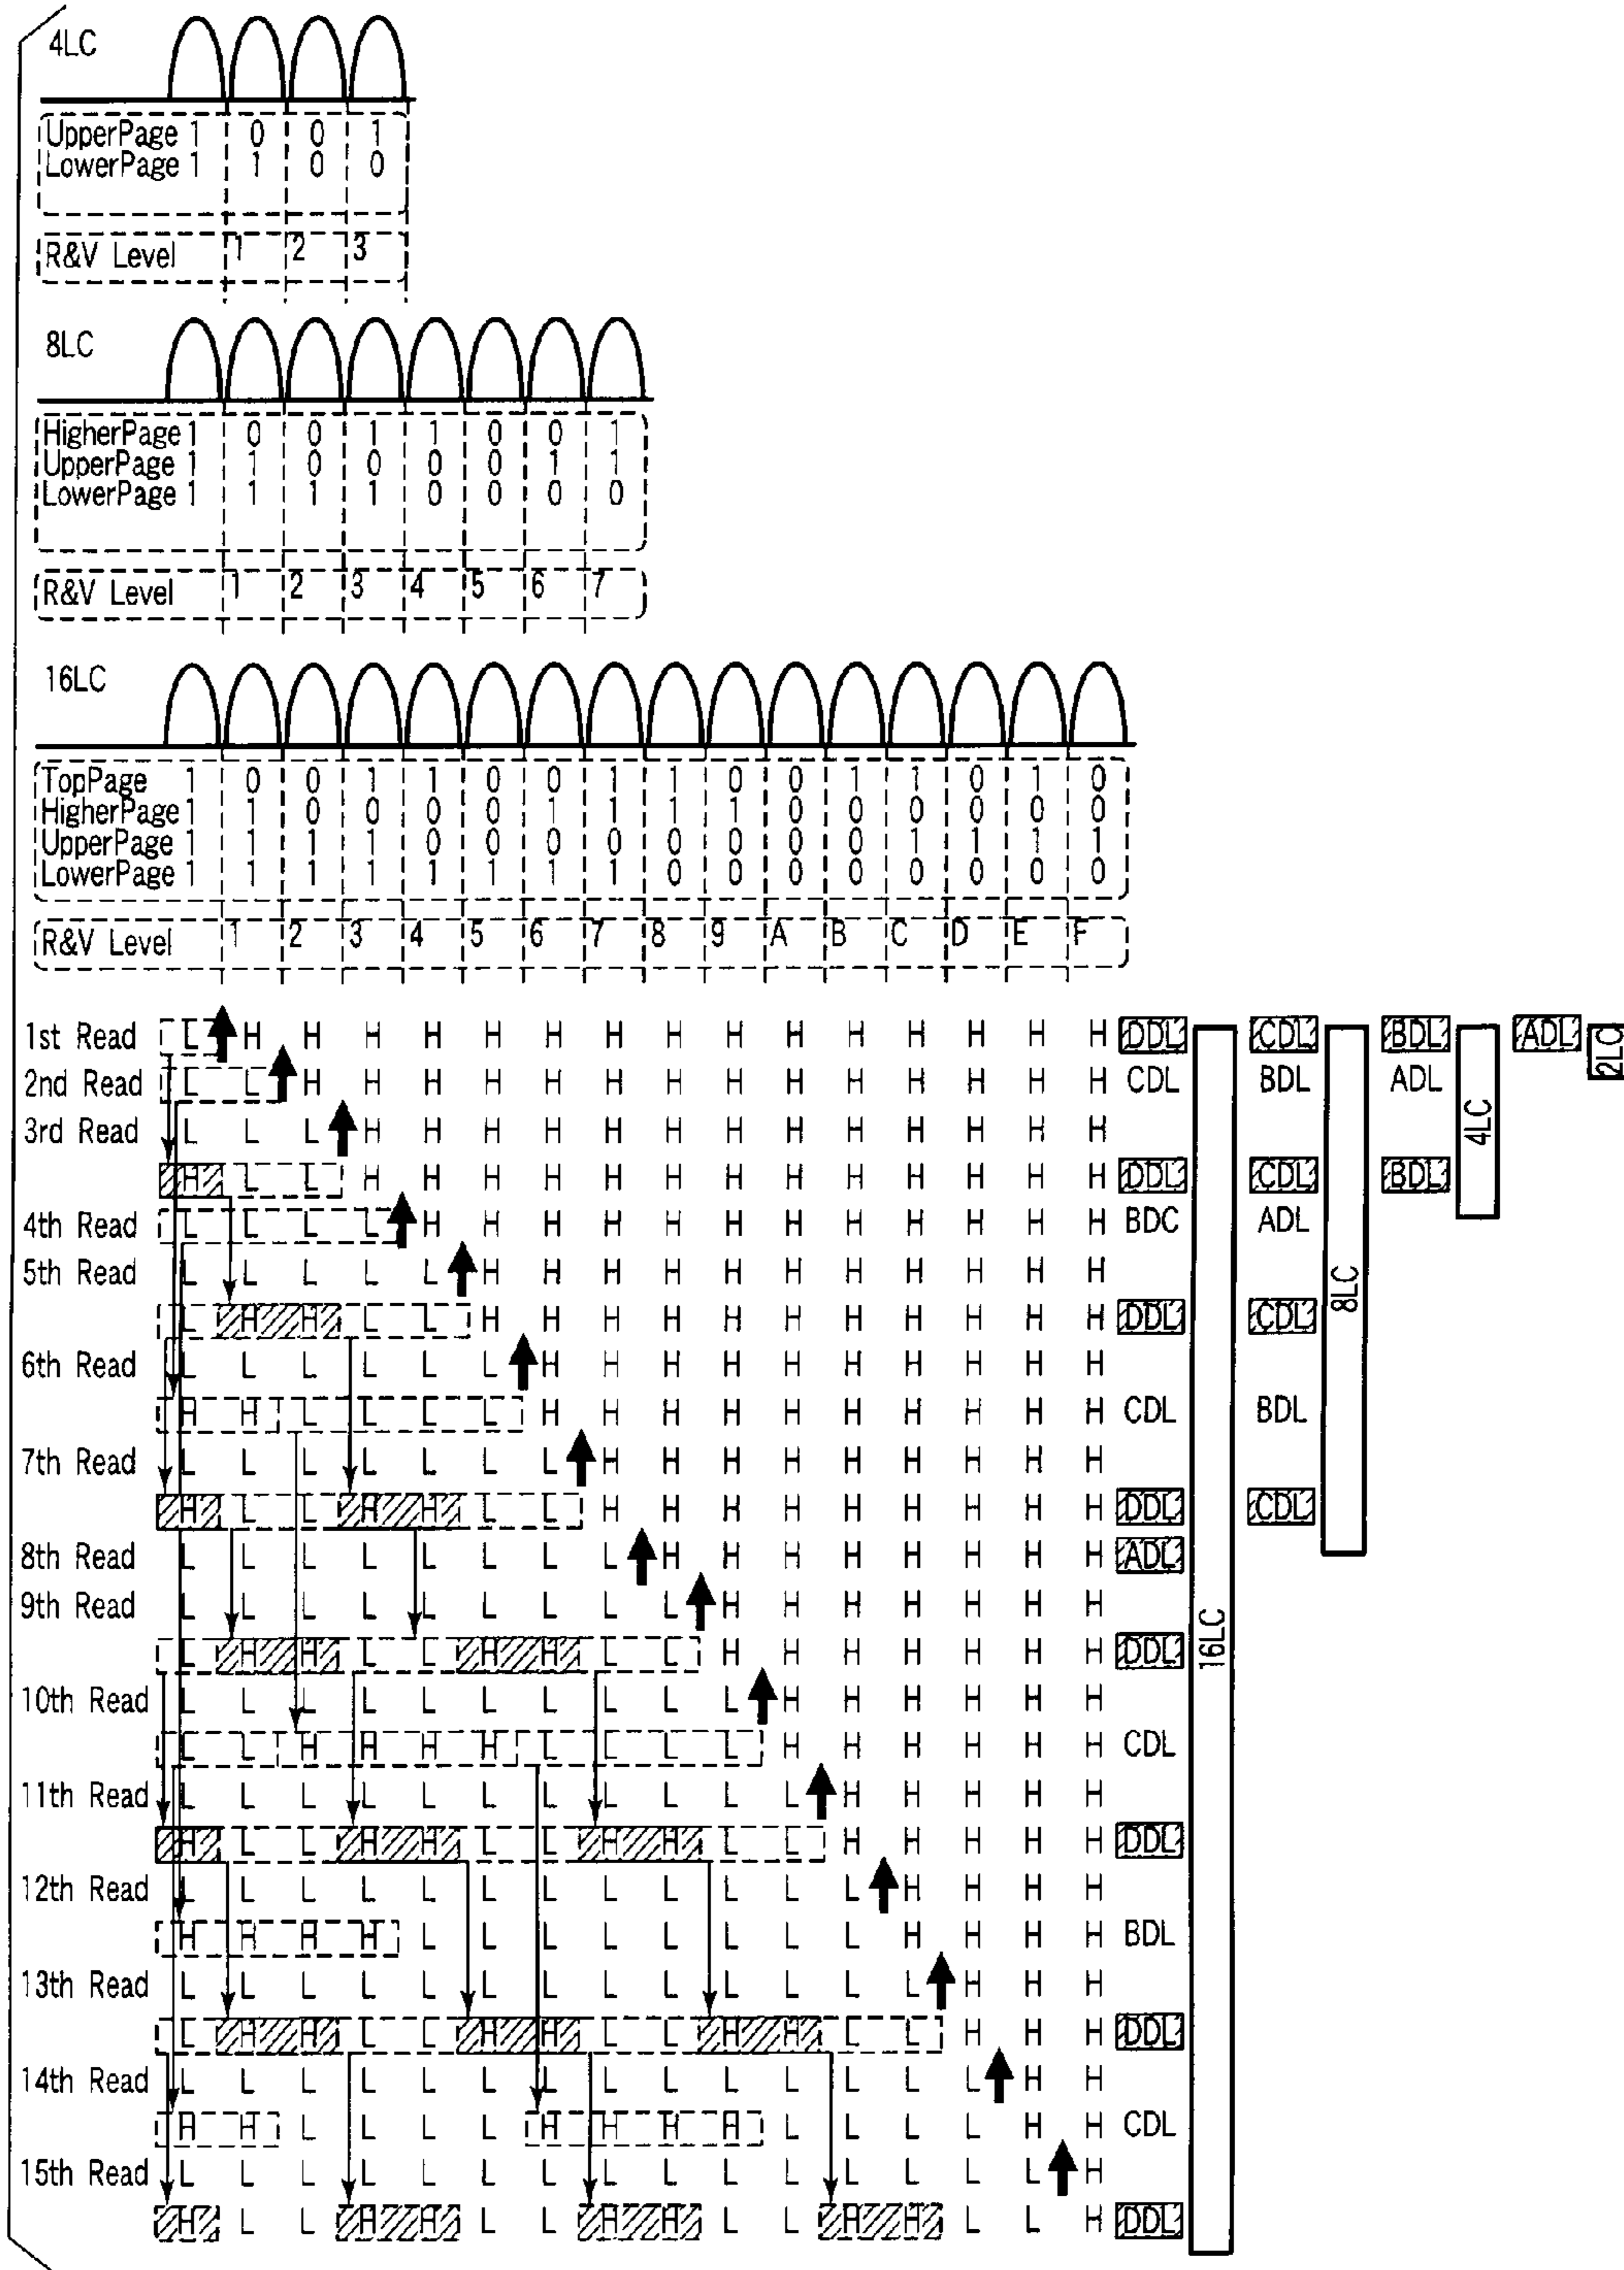 4LC
UpperPage 1 0 0 1
LowerPage 1 1 0 0
R&V Level 1 2 3
8LC
HigherPage 1 0 0 1 1 0 0 1
UpperPage 1 1 0 0 0 0 1 1
LowerPage 1 1 1 1 0 0 0 0
R&V Level 1 2 3 4 5 6 7
16LC
TopPage 1 0 0 1 1 0 0 1 1 0 0 1 1 0 1 0
HigherPage 1 1 0 0 0 0 1 1 1 1 0 0 0 0 0 0
UpperPage 1 1 1 1 0 0 0 0 0 0 0 0 1 1 1 1
LowerPage 1 1 1 1 1 1 1 1 0 0 0 0 0 0 0 0
R&V Level 1 2 3 4 5 6 7 8 9 A B C D E F
1st Read L H H H H H H H H H H H H H H H DDL CDL BDL ADL 2LC
2nd Read L L H H H H H H H H H H H H H H CDL BDL ADL
3rd Read L L L H H H H H H H H H H H H H 4LC
H L L H H H H H H H H H H H H H DDL CDL BDL
4th Read L L L L H H H H H H H H H H H H BDC ADL
5th Read L L L L L H H H H H H H H H H H 8LC
L H H L L H H H H H H H H H H H DDL CDL
6th Read L L L L L L H H H H H H H H H H
H H L L L L H H H H H H H H H H CDL BDL
7th Read L L L L L L L H H H H H H H H H
H L L H H L L H H H H H H H H H DDL CDL
8th Read L L L L L L L L H H H H H H H H ADL
9th Read L L L L L L L L L H H H H H H H 16LC
L H H L L H H L L H H H H H H H DDL
10th Read L L L L L L L L L L H H H H H H
L L H H H H L L L L H H H H H H CDL
11th Read L L L L L L L L L L L H H H H H
H L L H H L L H H L L H H H H H DDL
12th Read L L L L L L L L L L L L H H H H
H H H H L L L L L L L L H H H H BDL
13th Read L L L L L L L L L L L L L H H H
L H H L L H H L L H H L L H H H DDL
14th Read L L L L L L L L L L L L L L H H
H H L L L L H H H H L L L L H H CDL
15th Read L L L L L L L L L L L L L L L H
H L L H H L L H H L L H H L L H DDL